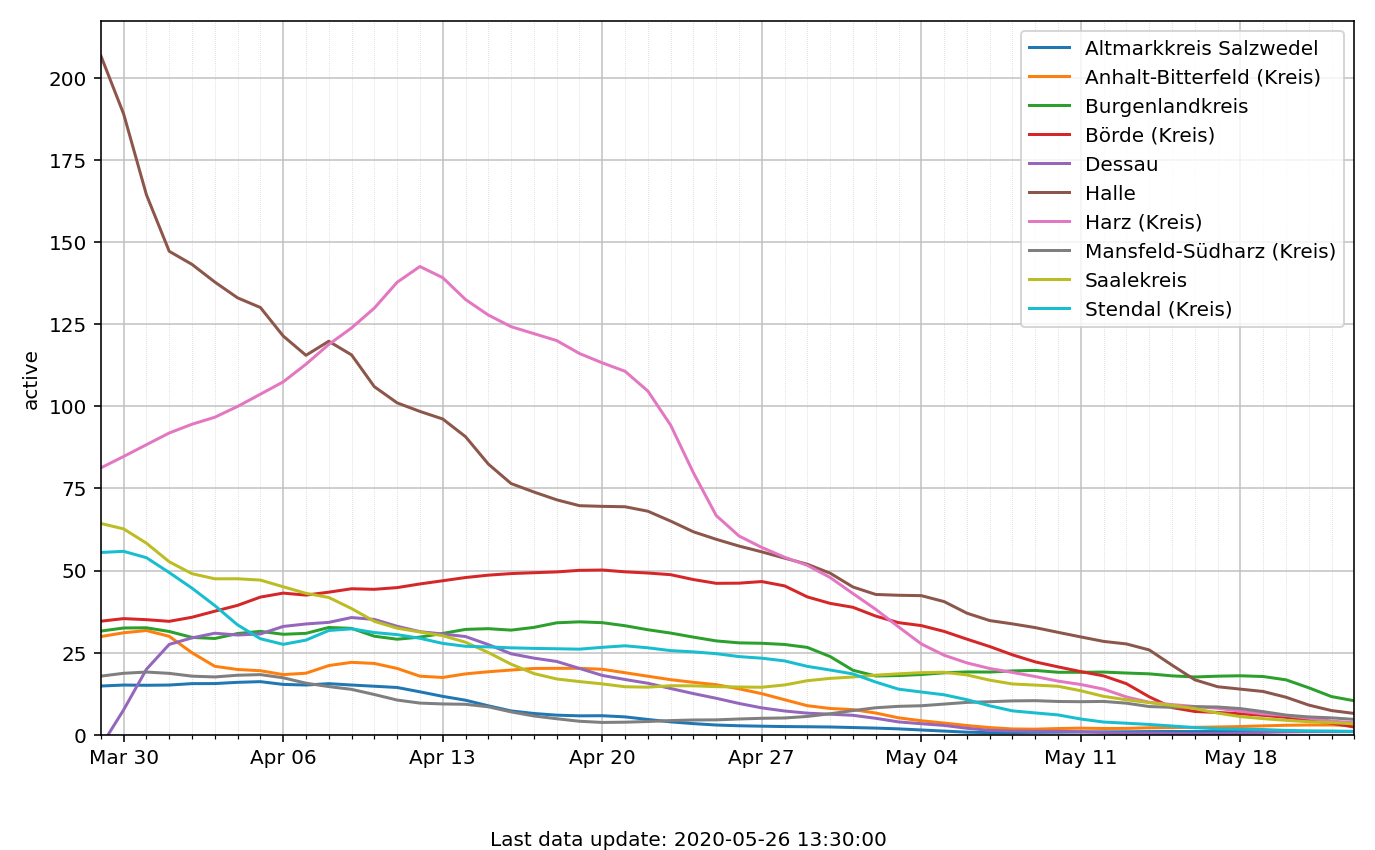 200
175
150
125
100
75
50
25
0
active
Mar 30 Apr 06 Apr 13 Apr 20 Apr 27 May 04 May 11 May 18
Altmarkkreis Salzwedel
Anhalt-Bitterfeld (Kreis)
Burgenlandkreis
Börde (Kreis)
Dessau
Halle
Harz (Kreis)
Mansfeld-Südharz (Kreis)
Saalekreis
Stendal (Kreis)
Last data update: 2020-05-26 13:30:00